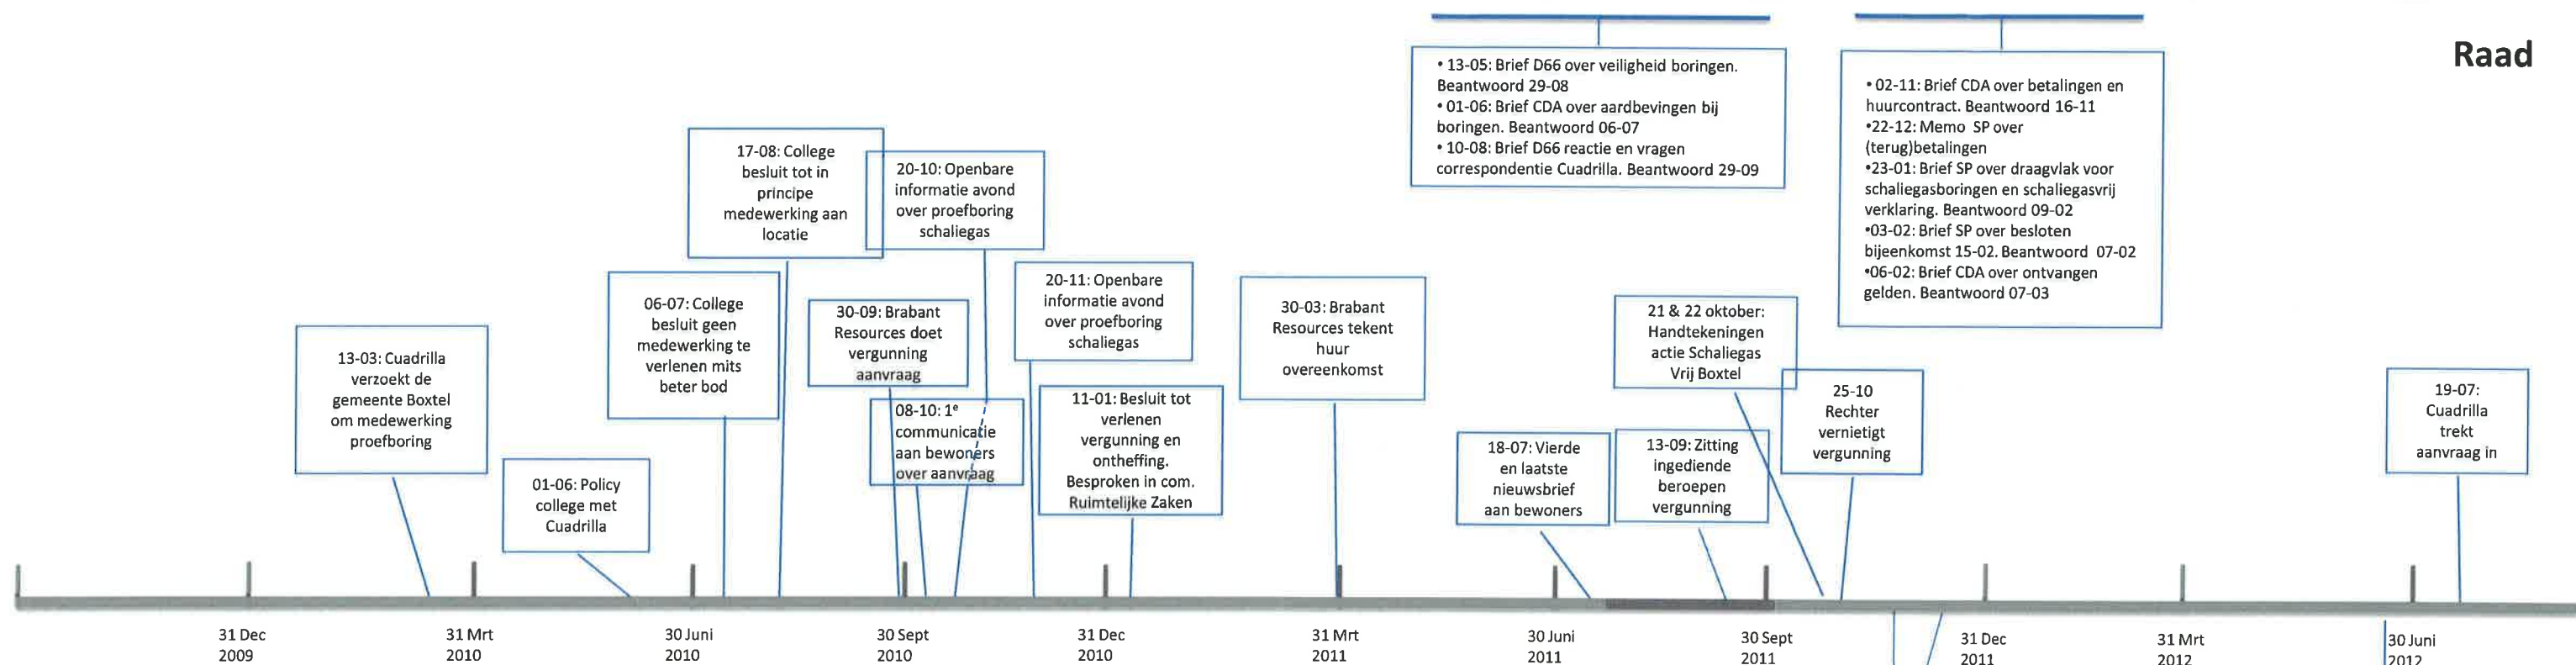 Raad
• 13-05: Brief D66 over veiligheid boringen.
Beantwoord 29-08
• 01-06: Brief CDA over aardbevingen bij
boringen. Beantwoord 06-07
• 10-08: Brief D66 reactie en vragen
correspondentie Cuadrilla. Beantwoord 29-09
• 02-11: Brief CDA over betalingen en
huurcontract. Beantwoord 16-11
•22-12: Memo SP over
(terug)betalingen
•23-01: Brief SP over draagvlak voor
schaliegasboringen en schaliegasvrij
verklaring. Beantwoord 09-02
•03-02: Brief SP over besloten
bijeenkomst 15-02. Beantwoord 07-02
•06-02: Brief CDA over ontvangen
gelden. Beantwoord 07-03
13-03: Cuadrilla
verzoekt de
gemeente Boxtel
om medewerking
proefboring
01-06: Policy
college met
Cuadrilla
06-07: College
besluit geen
medewerking te
verlenen mits
beter bod
17-08: College
besluit tot in
principe
medewerking aan
locatie
30-09: Brabant
Resources doet
vergunning
aanvraag
08-10: 1e
communicatie
aan bewoners
over aanvraag
20-10: Openbare
informatie avond
over proefboring
schaliegas
20-11: Openbare
informatie avond
over proefboring
schaliegas
11-01: Besluit tot
verlenen
vergunning en
ontheffing.
Besproken in com.
Ruimtelijke Zaken
30-03: Brabant
Resources tekent
huur
overeenkomst
18-07: Vierde
en laatste
nieuwsbrief
aan bewoners
13-09: Zitting
ingediende
beroepen
vergunning
21 & 22 oktober:
Handtekeningen
actie Schaliegas
Vrij Boxtel
25-10
Rechter
vernietigt
vergunning
19-07:
Cuadrilla
trekt
aanvraag in
31 Dec
2009
31 Mrt
2010
30 Juni
2010
30 Sept
2010
31 Dec
2010
31 Mrt
2011
30 Juni
2011
30 Sept
2011
31 Dec
2011
31 Mrt
2012
30 Juni
2012